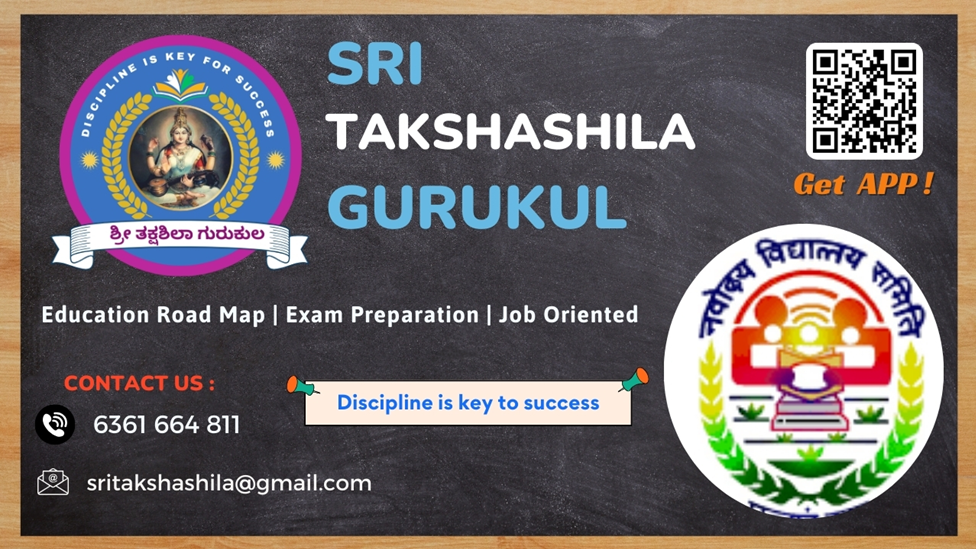 DISCIPLINE IS KEY FOR SUCCESS
ಶ್ರೀ ತಕ್ಷಶಿಲಾ ಗುರುಕುಲ
SRI
TAKSHASHILA
GURUKUL
Get APP !
नवोदय विद्यालय समिति
Education Road Map | Exam Preparation | Job Oriented
CONTACT US :
6361 664 811
Discipline is key to success
sritakshashila@gmail.com